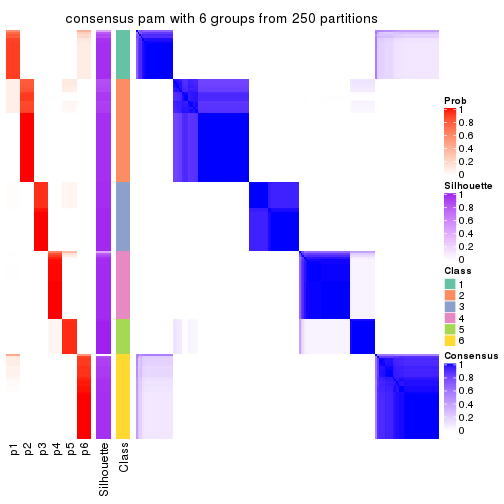 consensus pam with 6 groups from 250 partitions
Prob
1
0.8
0.6
0.4
0.2
0
Silhouette
1
0.8
0.6
0.4
0.2
0
Class
1
2
3
4
5
6
Consensus
1
0.8
0.6
0.4
0.2
0
p1
p2
p3
p4
p5
p6
Silhouette
Class